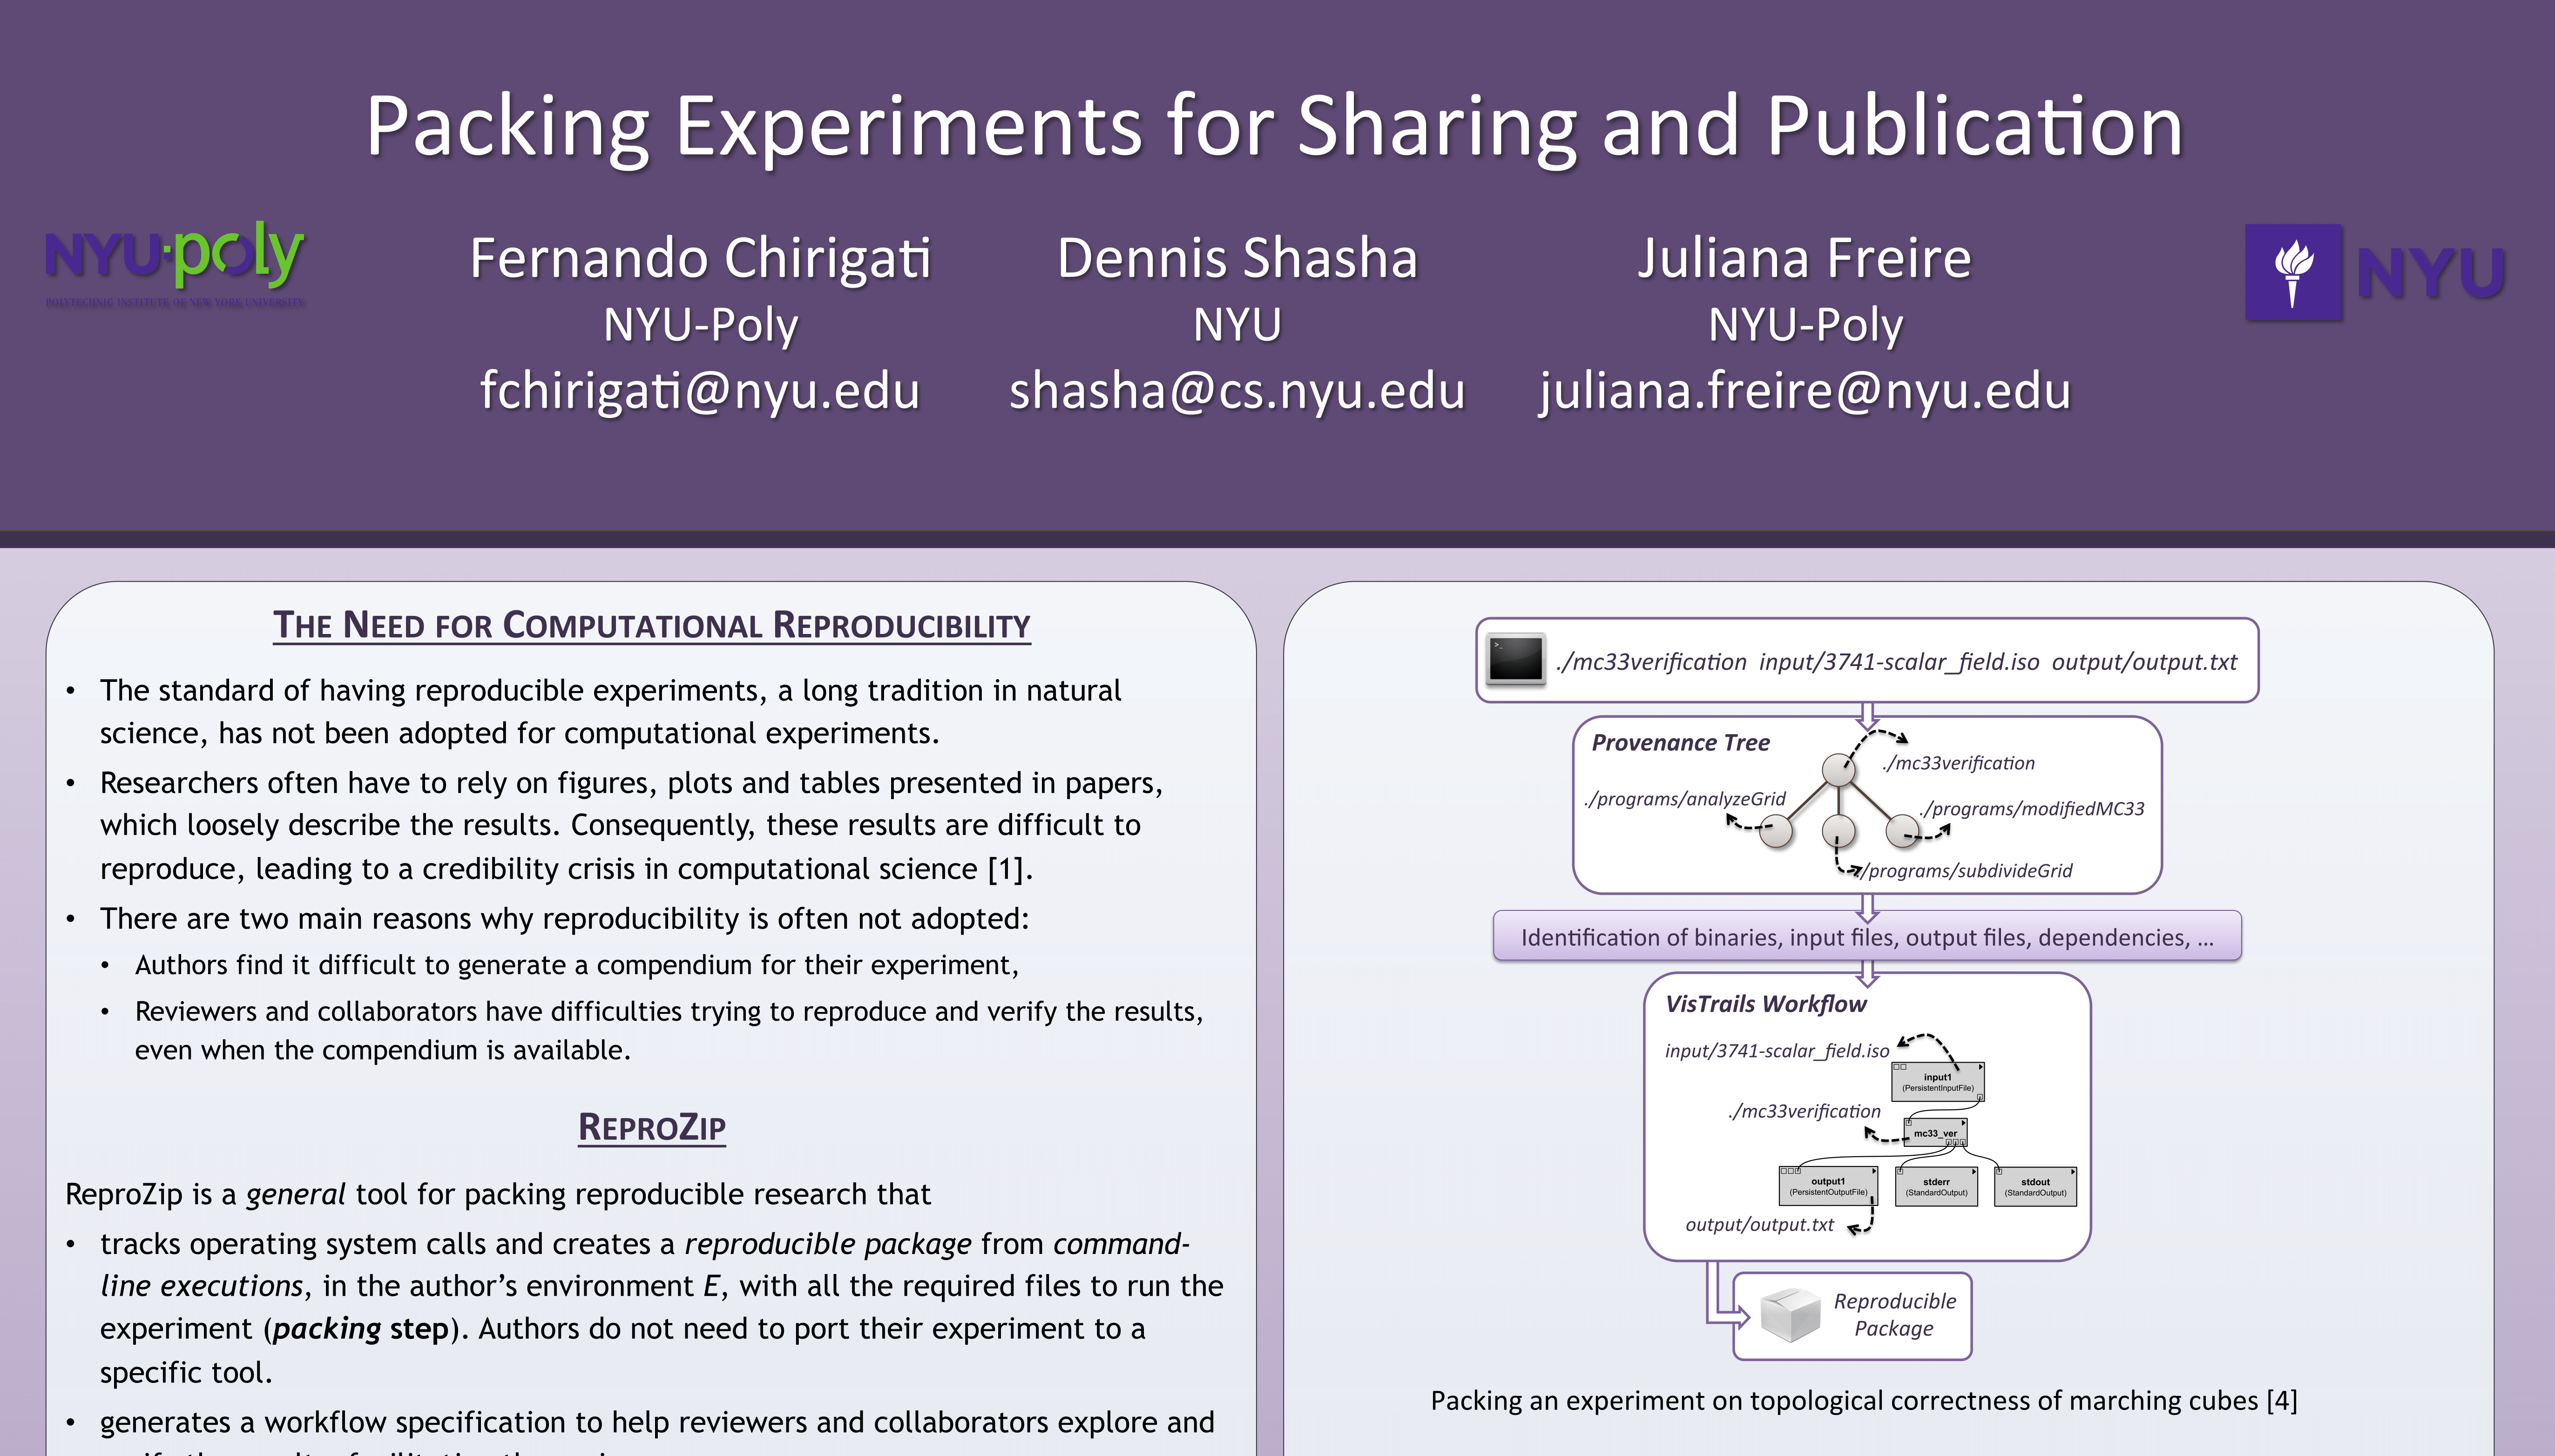 Packing Experiments for Sharing and Publication
NYU·poly
POLYTECHNIC INSTITUTE OF NEW YORK UNIVERSITY
Fernando Chirigati
NYU-Poly
fchirigati@nyu.edu
Dennis Shasha
NYU
shasha@cs.nyu.edu
Juliana Freire
NYU-Poly
juliana.freire@nyu.edu
NYU
THE NEED FOR COMPUTATIONAL REPRODUCIBILITY
• The standard of having reproducible experiments, a long tradition in natural
science, has not been adopted for computational experiments.
• Researchers often have to rely on figures, plots and tables presented in papers,
which loosely describe the results. Consequently, these results are difficult to
reproduce, leading to a credibility crisis in computational science [1].
• There are two main reasons why reproducibility is often not adopted:
• Authors find it difficult to generate a compendium for their experiment,
• Reviewers and collaborators have difficulties trying to reproduce and verify the results,
even when the compendium is available.
REPROZIP
ReproZip is a general tool for packing reproducible research that
• tracks operating system calls and creates a reproducible package from command-
line executions, in the author's environment E, with all the required files to run the
experiment (packing step). Authors do not need to port their experiment to a
specific tool.
• generates a workflow specification to help reviewers and collaborators explore and
./mc33verification input/3741-scalar_field.iso output/output.txt
Provenance Tree
./mc33verification
./programs/analyzeGrid
./programs/modifiedMC33
/programs/subdivideGrid
Identification of binaries, input files, output files, dependencies, ...
VisTrails Workflow
input/3741-scalar_field.iso
input1
(PersistentInputFile)
./mc33verification
mc33_ver
output1
(PersistentOutputFile)
stderr
(StandardOutput)
stdout
(StandardOutput)
output/output.txt
Reproducible
Package
Packing an experiment on topological correctness of marching cubes [4]